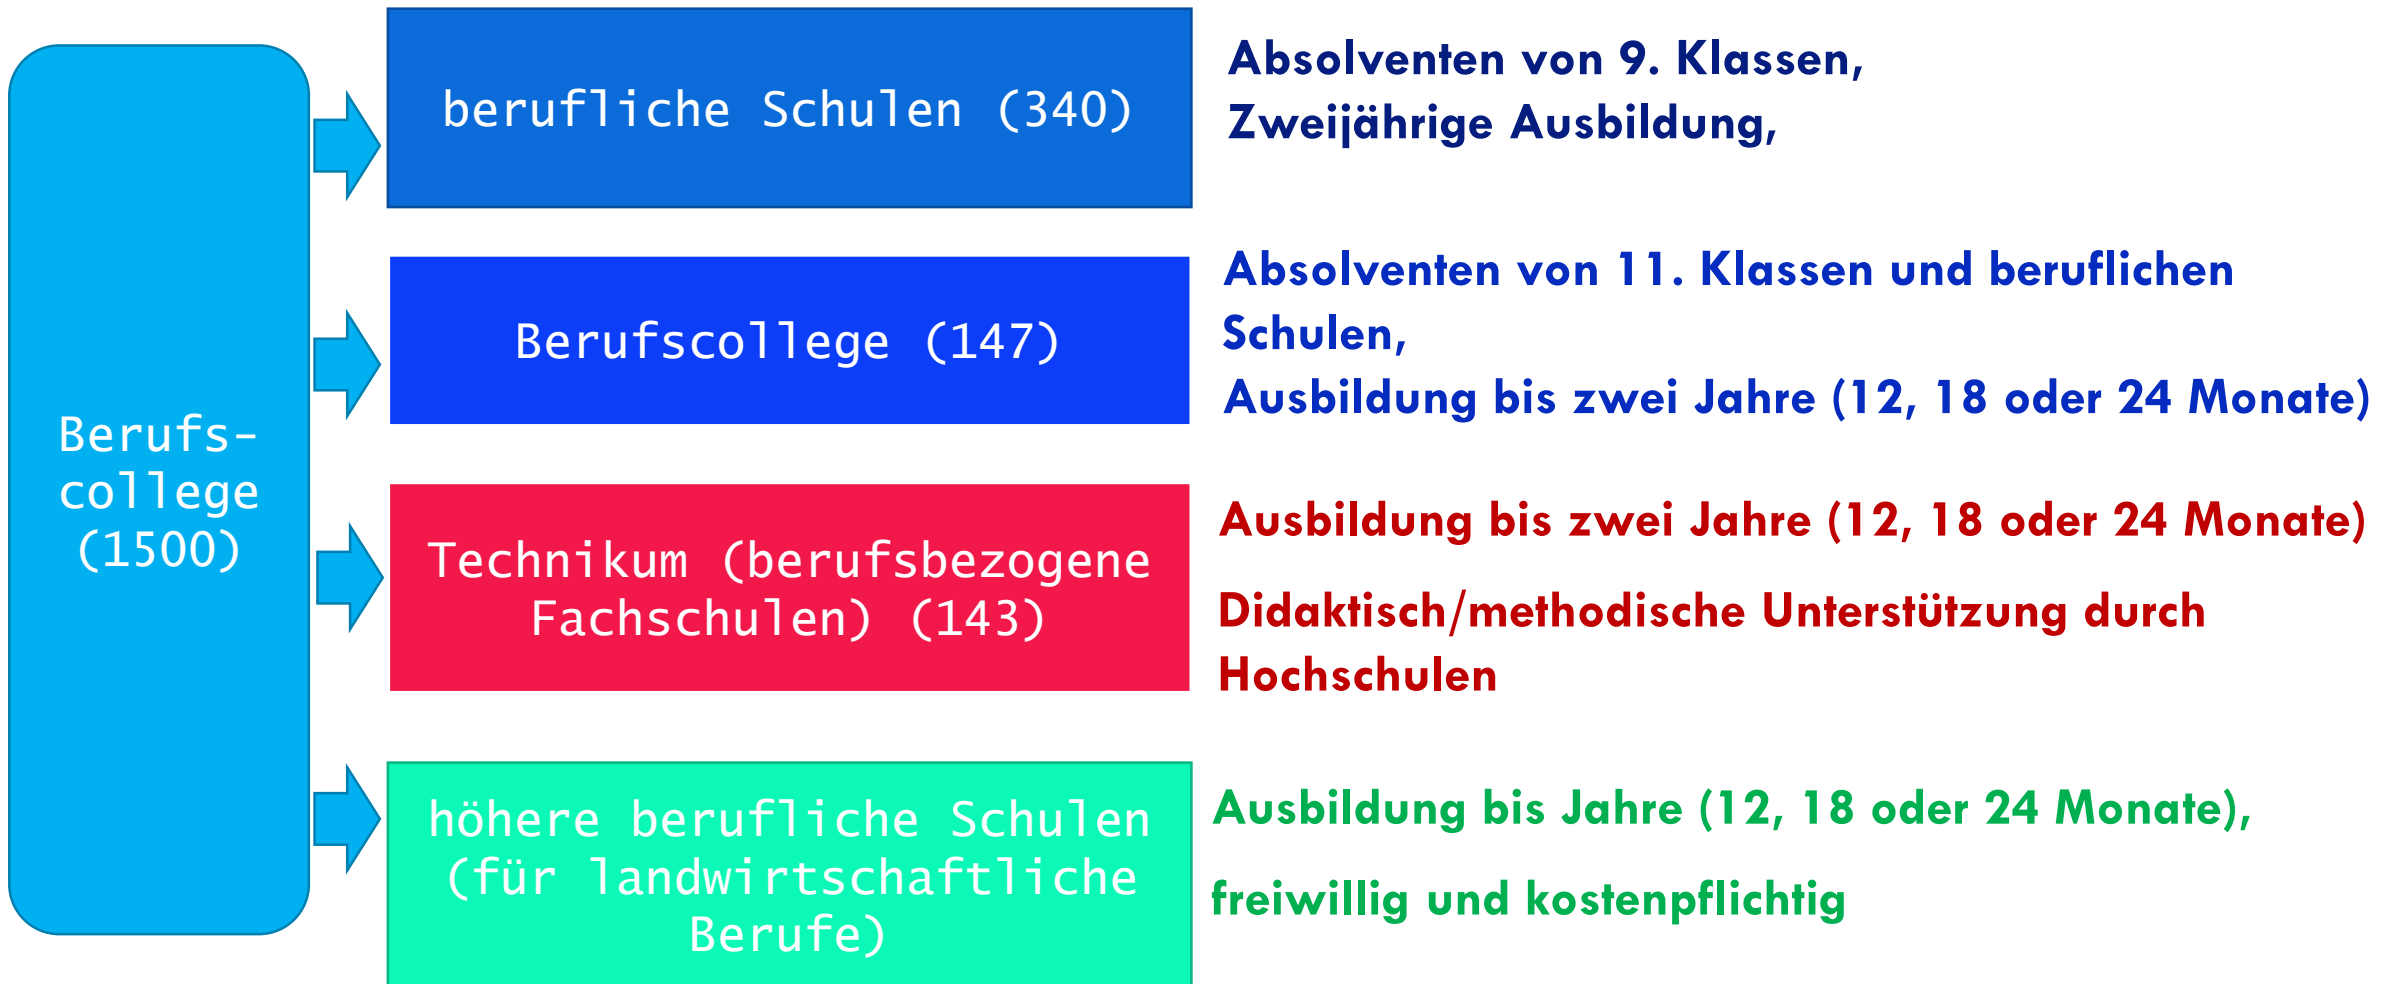 Berufs-
college
(1500)
berufliche Schulen (340)
Absolventen von 9. Klassen,
Zweijährige Ausbildung,
Berufscollege (147)
Absolventen von 11. Klassen und beruflichen
Schulen,
Ausbildung bis zwei Jahre (12, 18 oder 24 Monate)
Technikum (berufsbezogene
Fachschulen) (143)
Ausbildung bis zwei Jahre (12, 18 oder 24 Monate)
Didaktisch/methodische Unterstützung durch
Hochschulen
höhere berufliche Schulen
(für landwirtschaftliche
Berufe)
Ausbildung bis Jahre (12, 18 oder 24 Monate),
freiwillig und kostenpflichtig